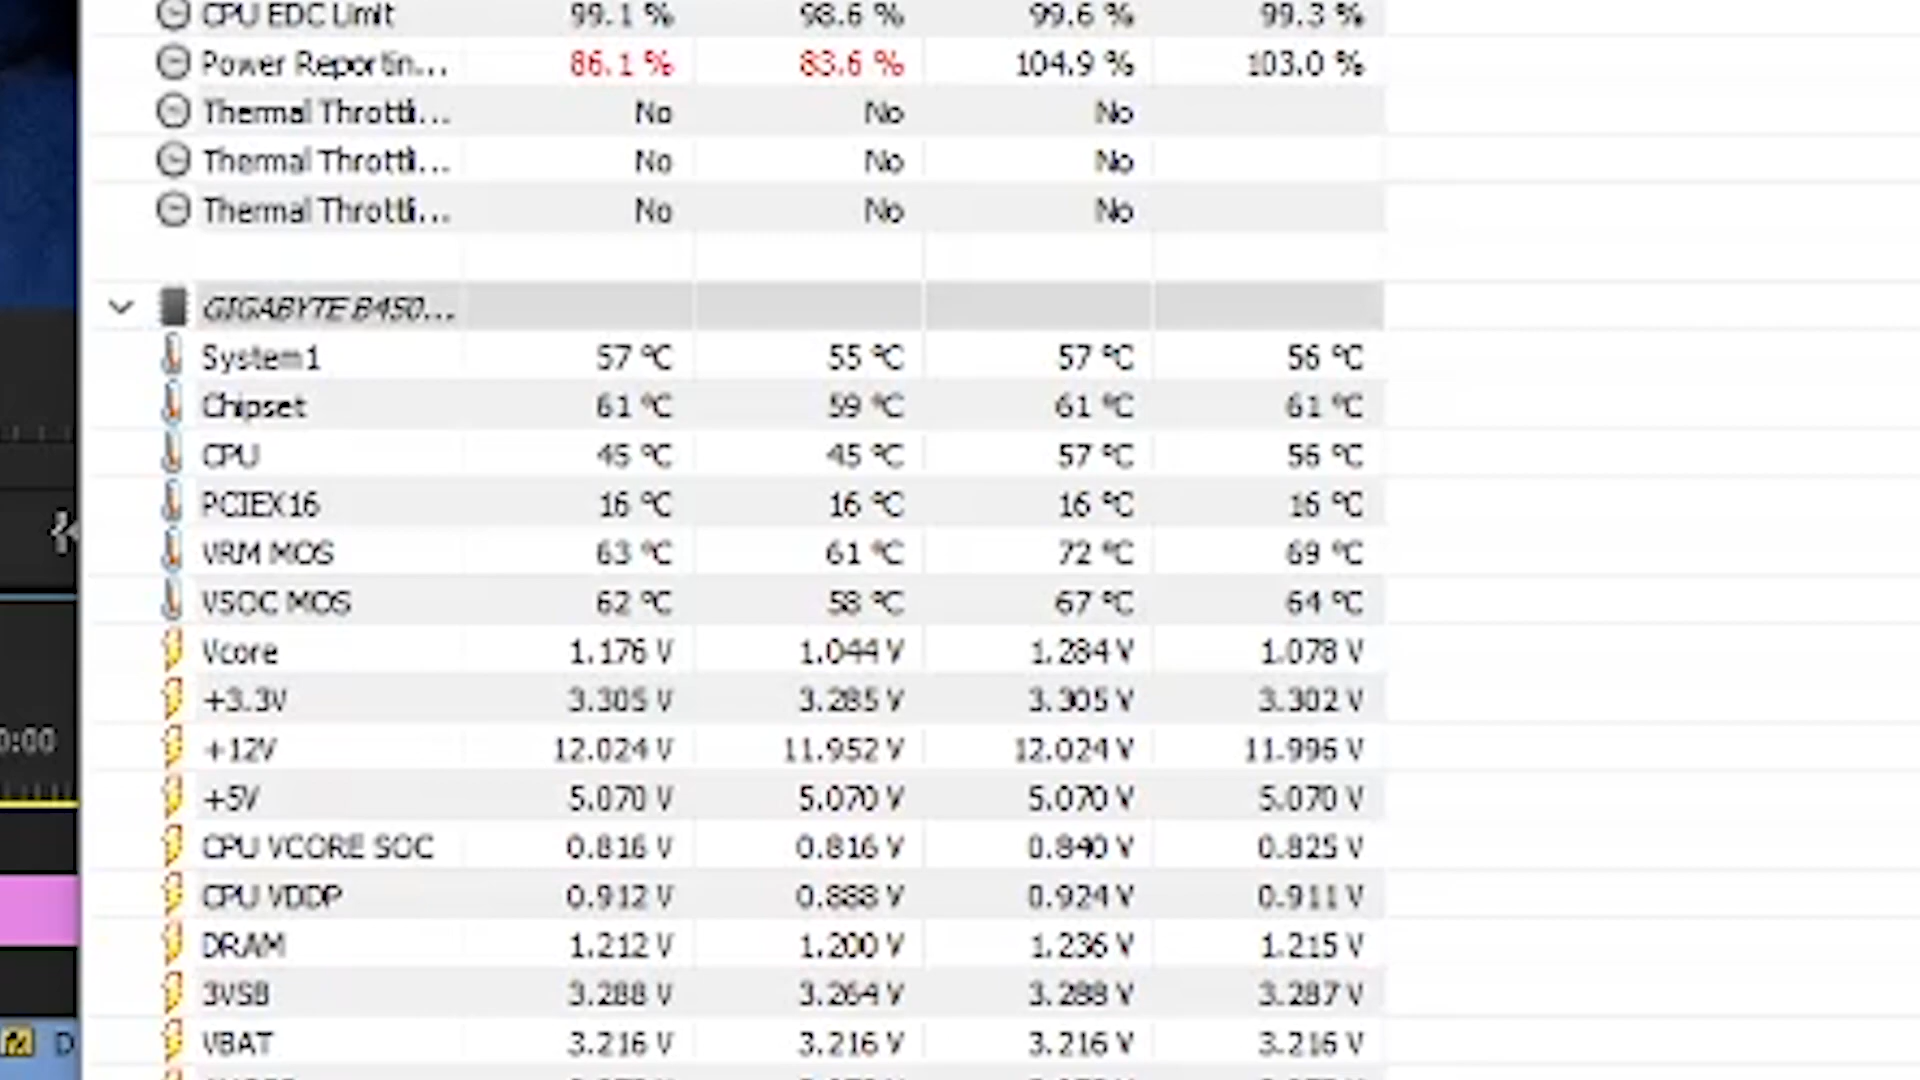 CPU EDC Limit 99.1 % 98.6 % 99.6 % 99.3 %
Power Reportin... 86.1 % 83.6 % 104.9 % 103.0 %
Thermal Throttli... No No No
Thermal Throttli... No No No
Thermal Throttli... No No No
GIGABYTE B450...
System1 57 °C 55 °C 57 °C 56 °C
Chipset 61 °C 59 °C 61 °C 61 °C
CPU 45 °C 45 °C 57 °C 56 °C
PCIEX16 16 °C 16 °C 16 °C 16 °C
VRM MOS 63 °C 61 °C 72 °C 69 °C
VSOC MOS 62 °C 58 °C 67 °C 64 °C
Vcore 1.176 V 1.044 V 1.284 V 1.078 V
+3.3V 3.305 V 3.285 V 3.305 V 3.302 V
+12V 12.024 V 11.952 V 12.024 V 11.996 V
0:00
+5V 5.070 V 5.070 V 5.070 V 5.070 V
CPU VCORE SOC 0.816 V 0.816 V 0.840 V 0.825 V
CPU VDDP 0.912 V 0.888 V 0.924 V 0.911 V
DRAM 1.212 V 1.200 V 1.236 V 1.215 V
3VSB 3.288 V 3.264 V 3.288 V 3.287 V
VBAT 3.216 V 3.216 V 3.216 V 3.216 V
D